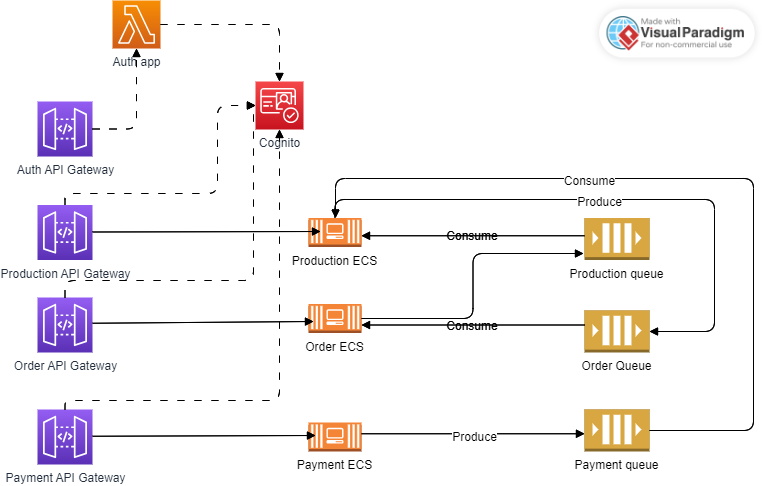 Made with
Visual Paradigm
For non-commercial use
Auth app
Cognito
Auth API Gateway
Consume
Produce
Consume
Production ECS
Production queue
Production API Gateway
Consume
Order ECS
Order Queue
Order API Gateway
Produce
Payment ECS
Payment queue
Payment API Gateway